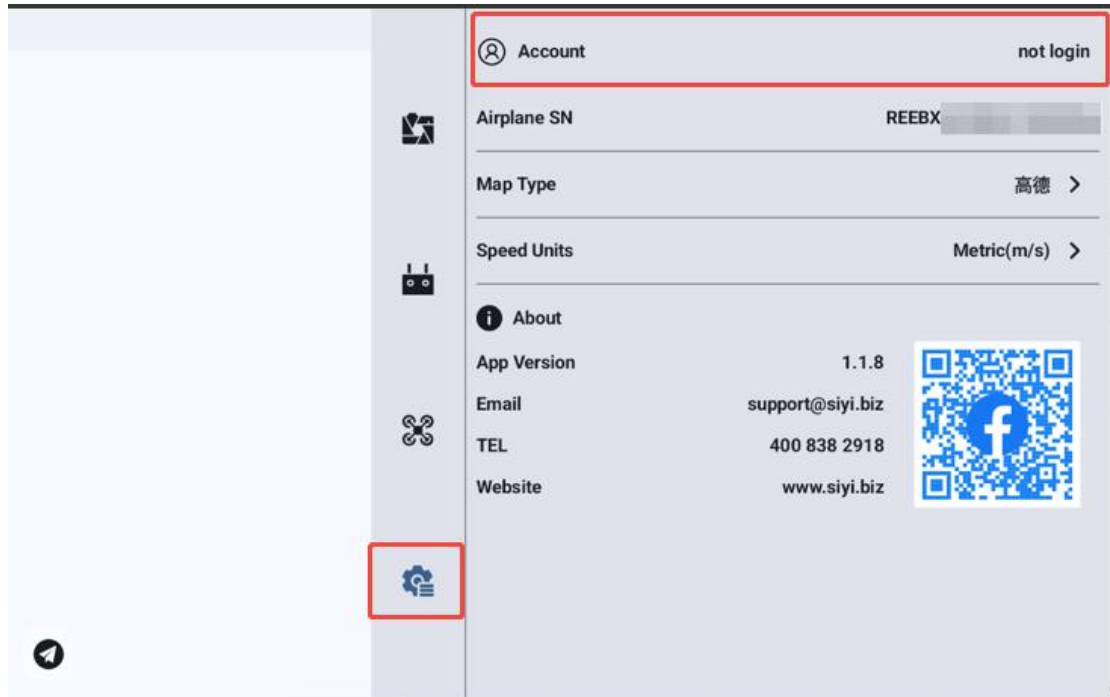 Account not login
Airplane SN REEBX
Map Type 高德
Speed Units Metric(m/s)
About
App Version 1.1.8
Email support@siyi.biz
TEL 400 838 2918
Website www.siyi.biz